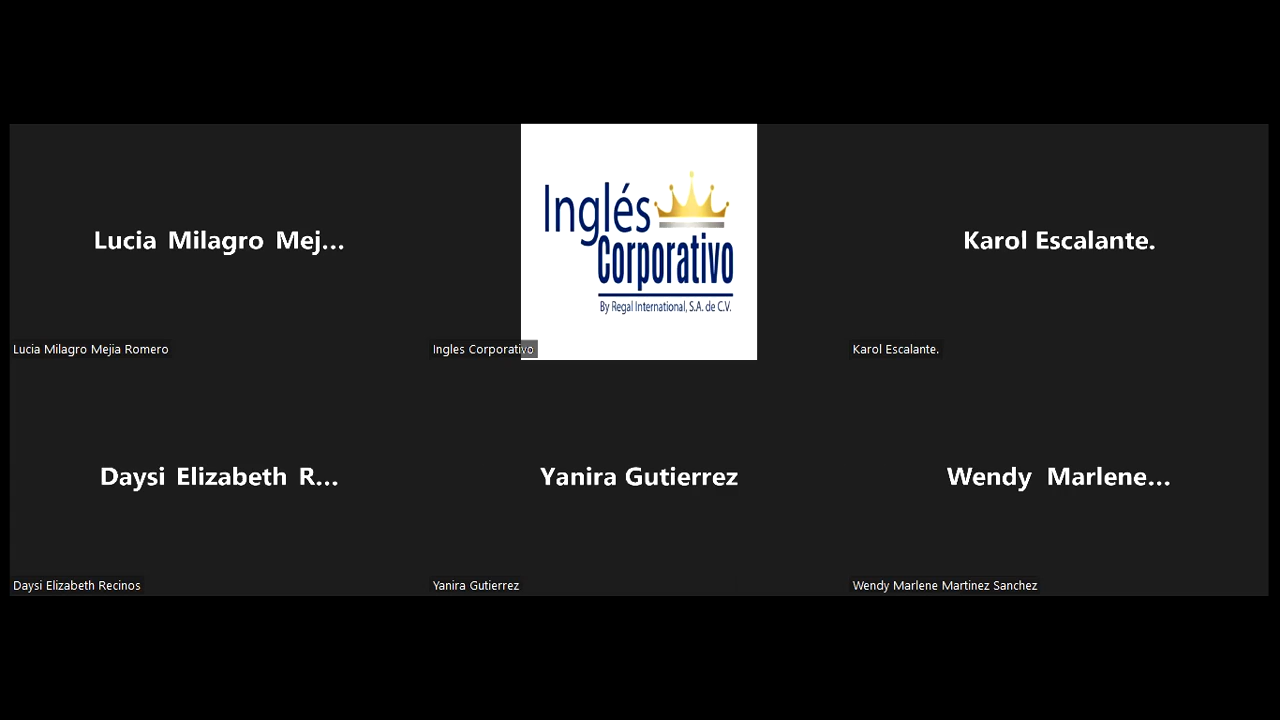 Lucia Milagro Mej...
Inglés
Corporativo
By Regal International, S.A. de C.V.
Karol Escalante.
Lucia Milagro Mejia Romero
Ingles Corporativo
Karol Escalante.
Daysi Elizabeth R...
Yanira Gutierrez
Wendy Marlene...
Daysi Elizabeth Recinos
Yanira Gutierrez
Wendy Marlene Martinez Sanchez